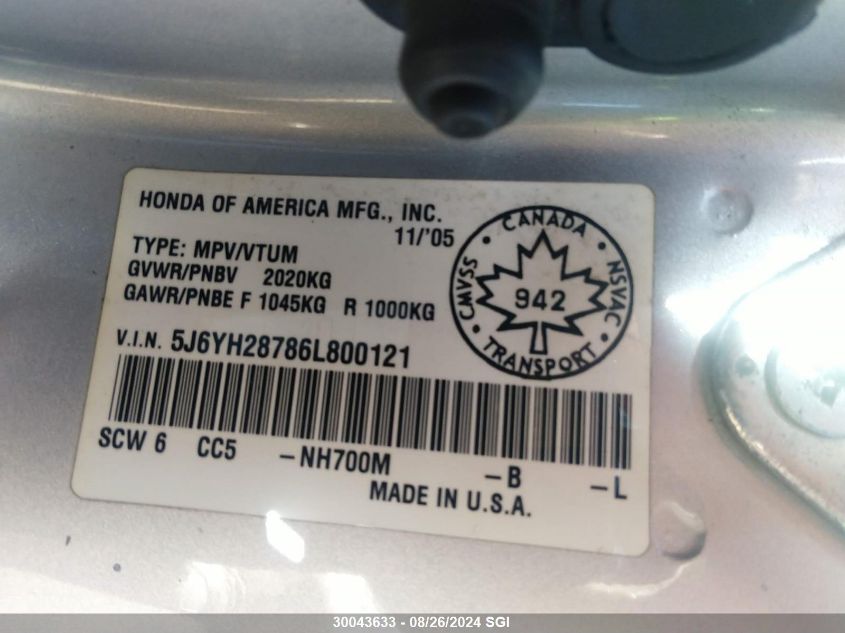 HONDA OF AMERICA MFG., INC.
11/'05
TYPE: MPV/VTUM
GVWR/PNBV 2020KG
GAWR/PNBE F 1045KG R 1000KG
V.I.N. 5J6YH28786L800121
CANADA
CMVSS
NSVAC
942
TRANSPORT
SCW 6 CC5 -NH700M -B -L
MADE IN U.S.A.
30043633 - 08/26/2024 SGI